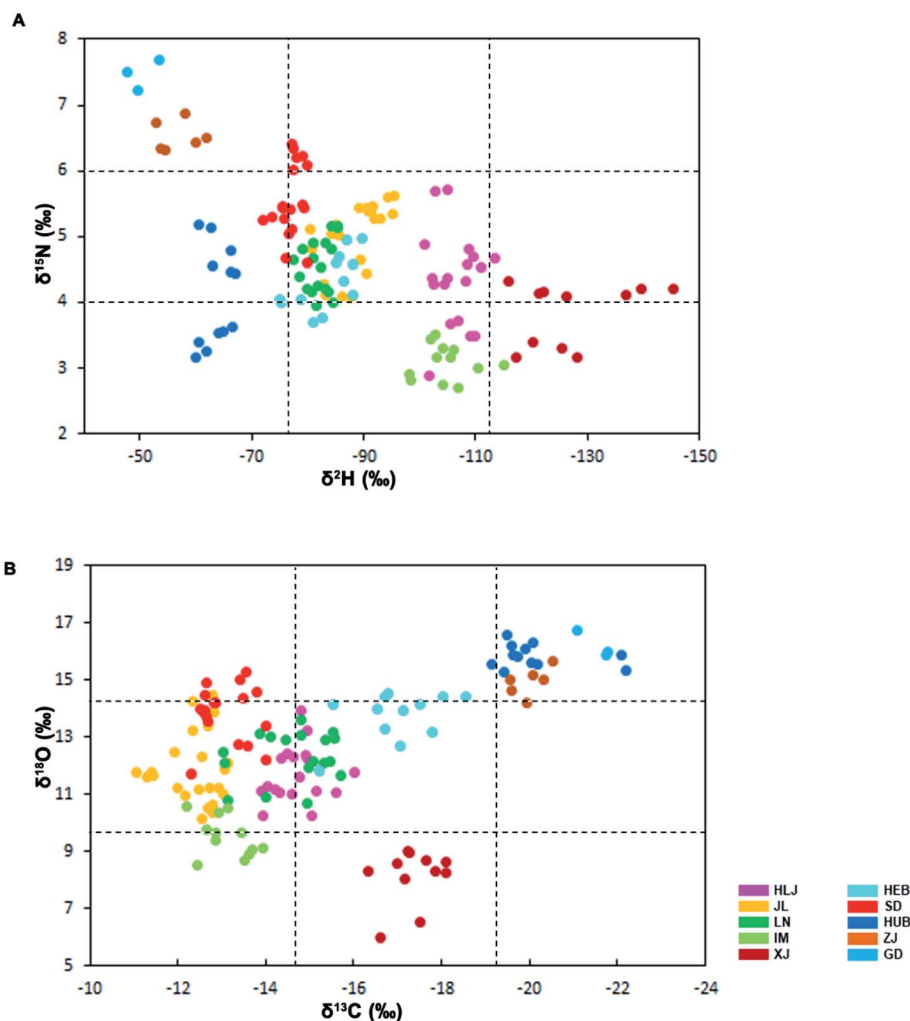 A
8
7
6
5
4
3
2
δ15N (‰)
-50 -70 -90 -110 -130 -150
δ2H (‰)
B
19
17
15
13
11
9
7
5
δ18O (‰)
-10 -12 -14 -16 -18 -20 -22 -24
δ13C (‰)
HLJ HEB
JL SD
LN HUB
IM ZJ
XJ GD